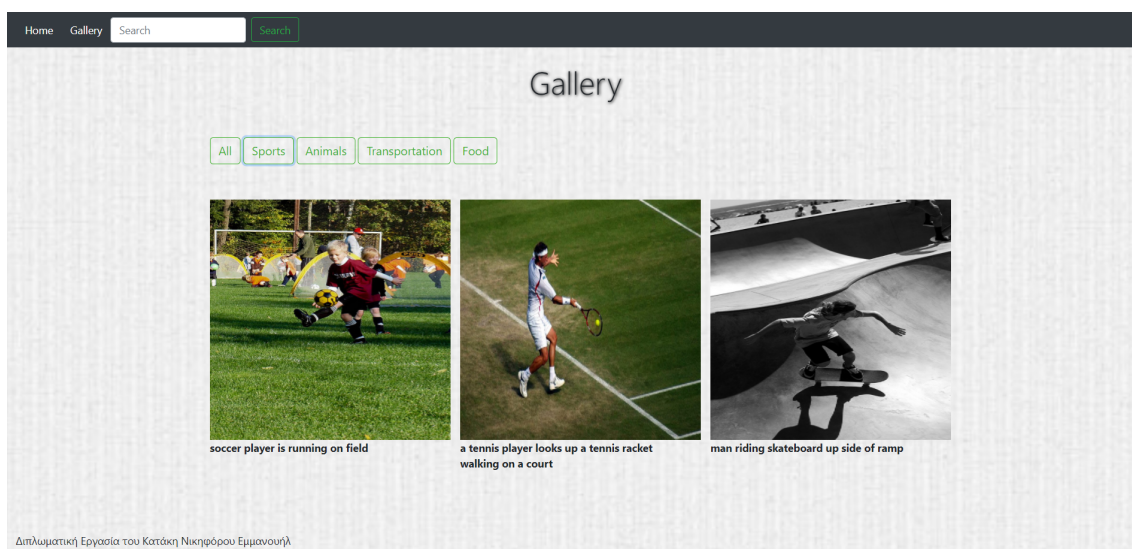 Home Gallery Search Search
Gallery
All Sports Animals Transportation Food
soccer player is running on field
a tennis player looks up a tennis racket
walking on a court
man riding skateboard up side of ramp
Διπλωματική Εργασία του Κατάκη Νικηφόρου Εμμανουήλ